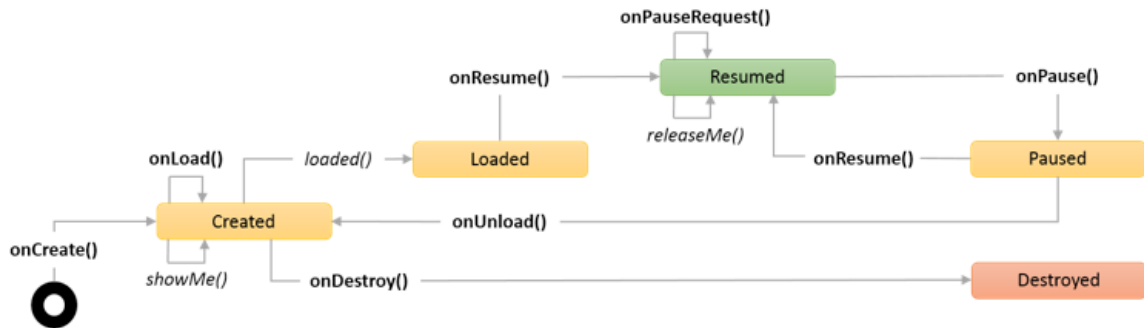 onPauseRequest()
onResume()
Resumed
onPause()
releaseMe()
onLoad()
loaded()
Loaded
onResume()
Paused
Created
onUnload()
onCreate()
showMe()
onDestroy()
Destroyed